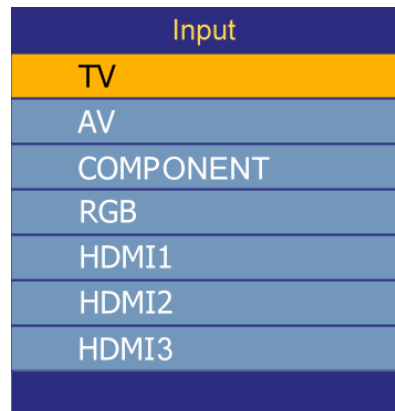 Input
TV
AV
COMPONENT
RGB
HDMI1
HDMI2
HDMI3